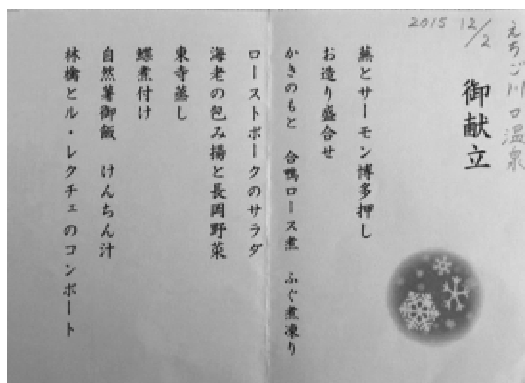 えちご川口温泉
2015 12/2
御献立
蕪とサーモン博多押し
お造り盛合せ
かきのもと 合鴨ロース煮 ふぐ煮凍り
ローストポークのサラダ
海老の包み揚と長岡野菜
東寺蒸し
鰈煮付け
自然薯御飯 けんちん汁
林檎とル・レクチェのコンポート